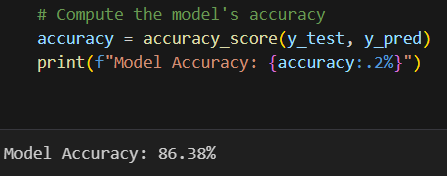 # Compute the model's accuracy
accuracy = accuracy_score(y_test, y_pred)
print(f"Model Accuracy: {accuracy:.2%}")
Model Accuracy: 86.38%